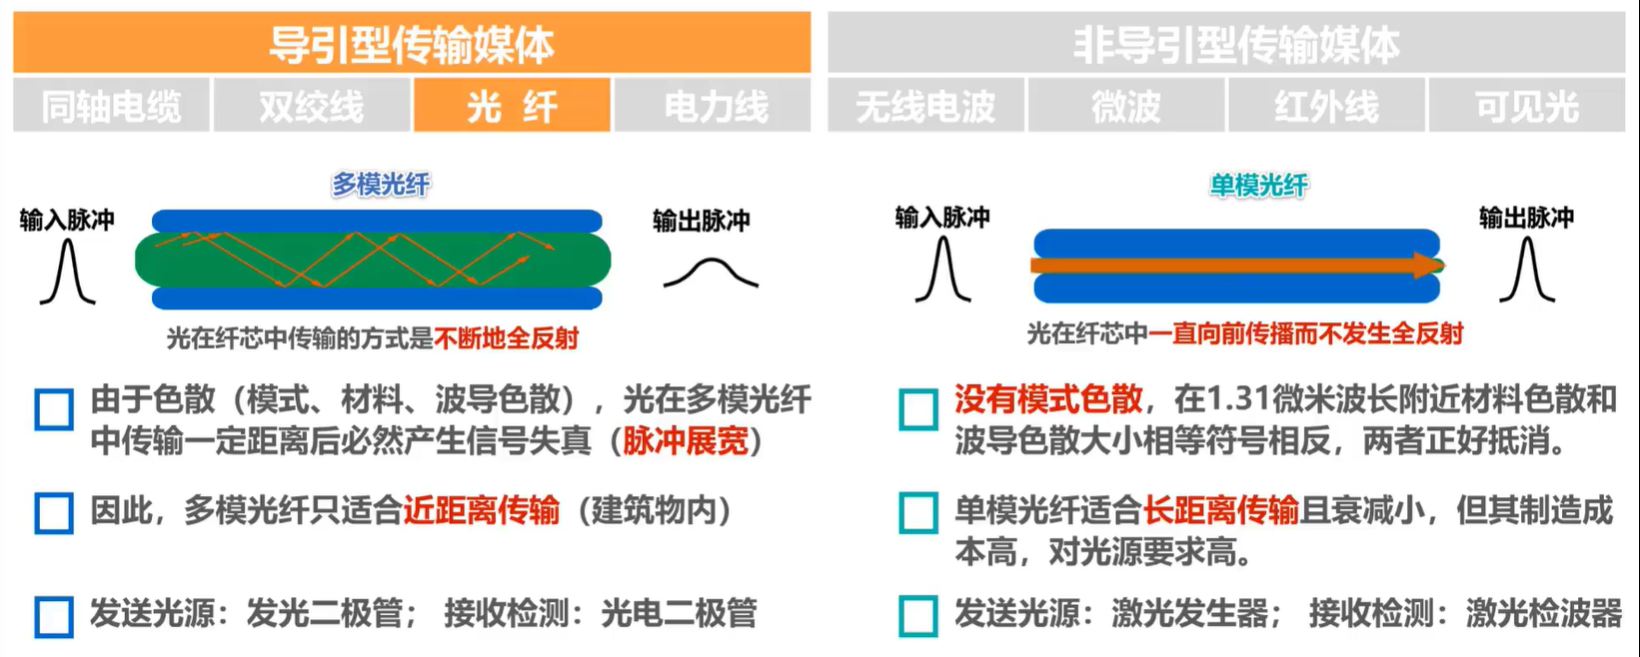 导引型传输媒体
非导引型传输媒体
同轴电缆
双绞线
光 纤
电力线
无线电波
微波
红外线
可见光
多模光纤
输入脉冲
输出脉冲
光在纤芯中传输的方式是不断地全反射
由于色散（模式、材料、波导色散），光在多模光纤
中传输一定距离后必然产生信号失真（脉冲展宽）
因此，多模光纤只适合近距离传输（建筑物内）
发送光源：发光二极管； 接收检测：光电二极管
单模光纤
输入脉冲
输出脉冲
光在纤芯中一直向前传播而不发生全反射
没有模式色散，在1.31微米波长附近材料色散和
波导色散大小相等符号相反，两者正好抵消。
单模光纤适合长距离传输且衰减小，但其制造成
本高，对光源要求高。
发送光源：激光发生器； 接收检测：激光检波器